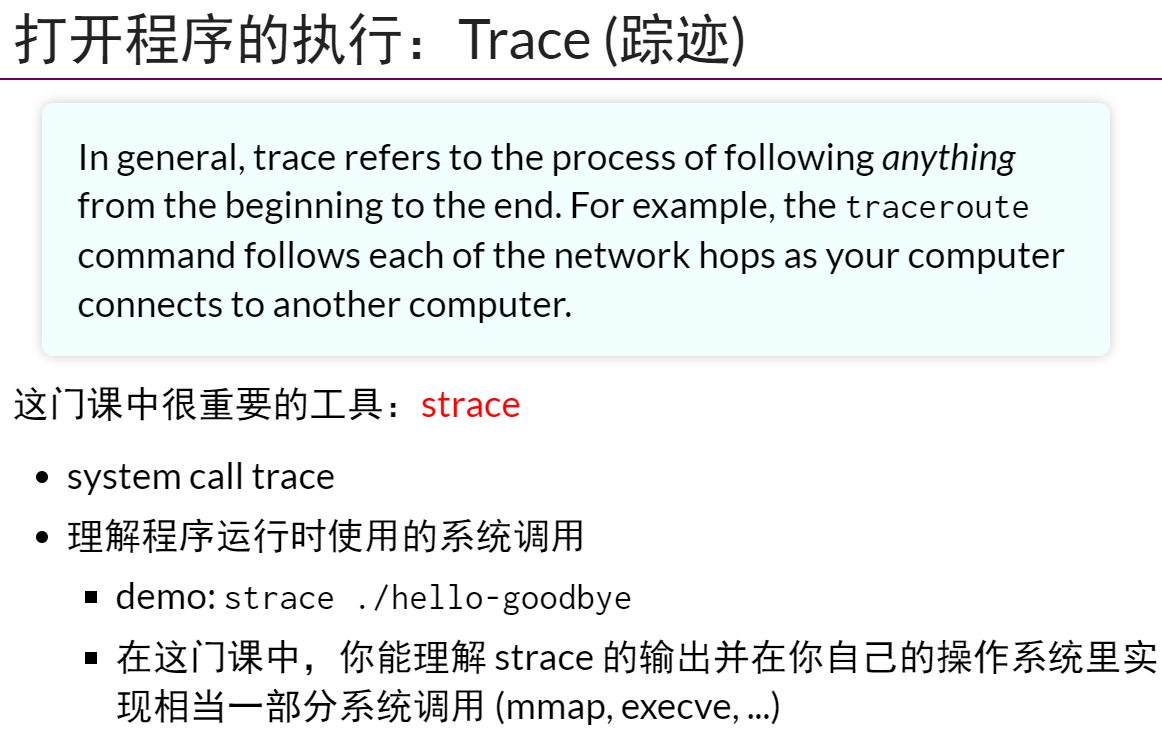 打开程序的执行：Trace (踪迹)
In general, trace refers to the process of following anything
from the beginning to the end. For example, the traceroute
command follows each of the network hops as your computer
connects to another computer.
这门课中很重要的工具：strace
• system call trace
• 理解程序运行时使用的系统调用
▪ demo: strace ./hello-goodbye
▪ 在这门课中，你能理解 strace 的输出并在你自己的操作系统里实
现相当一部分系统调用 (mmap, execve, ...)